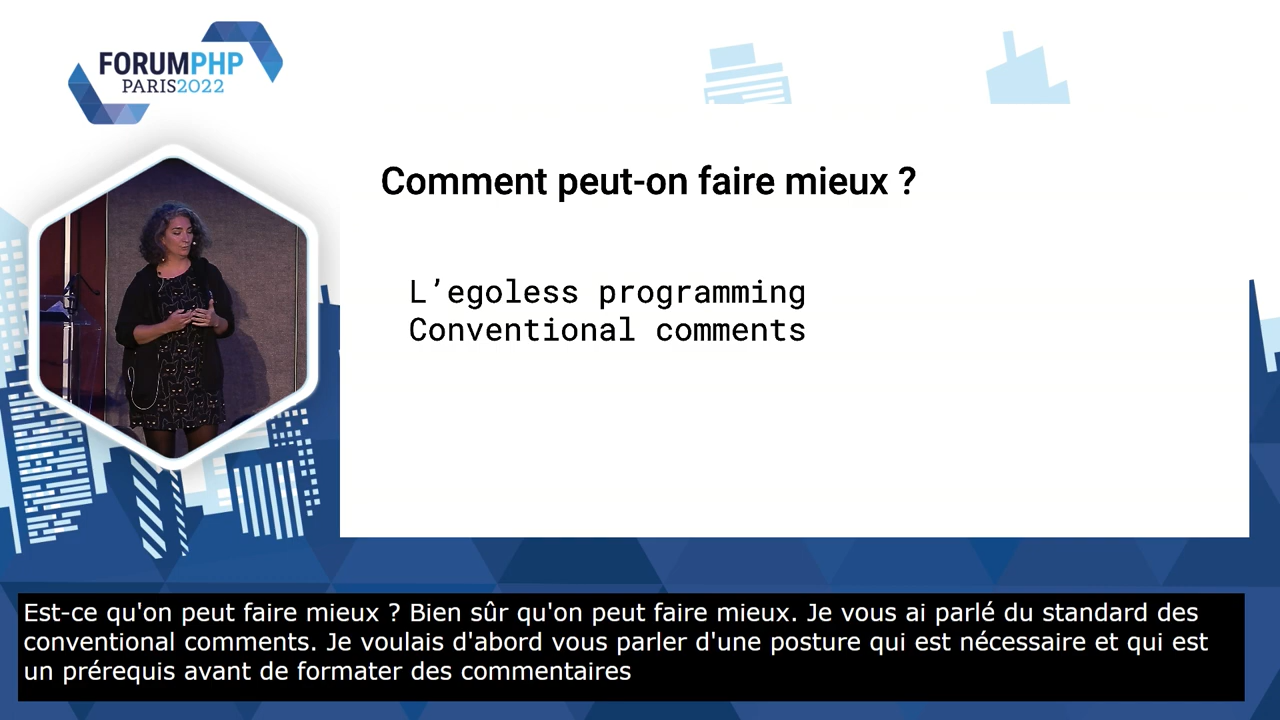 FORUMPHP
PARIS2022
Comment peut-on faire mieux ?
L’egoless programming
Conventional comments
Est-ce qu'on peut faire mieux ? Bien sûr qu'on peut faire mieux. Je vous ai parlé du standard des
conventional comments. Je voulais d'abord vous parler d'une posture qui est nécessaire et qui est
un prérequis avant de formater des commentaires